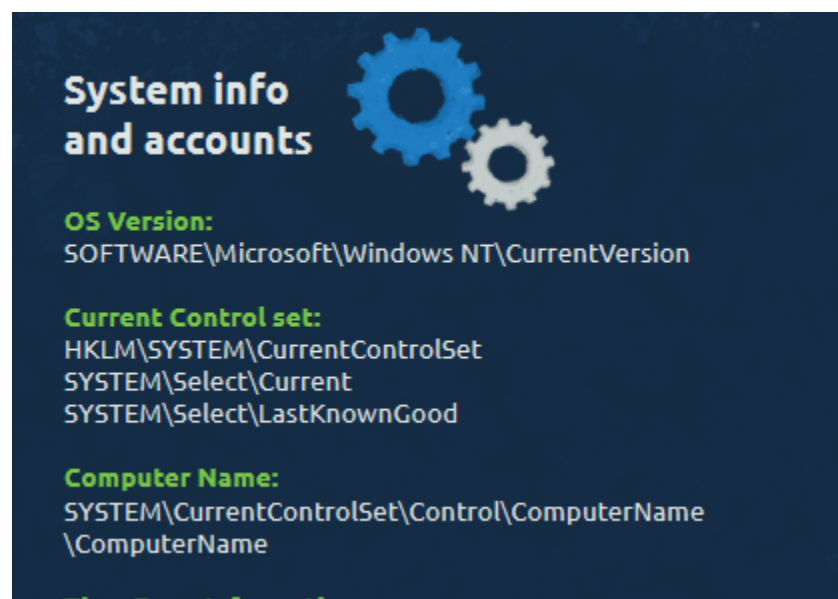 System info
and accounts
OS Version:
SOFTWARE\Microsoft\Windows NT\CurrentVersion
Current Control set:
HKLM\SYSTEM\CurrentControlSet
SYSTEM\Select\Current
SYSTEM\Select\LastKnownGood
Computer Name:
SYSTEM\CurrentControlSet\Control\ComputerName
\ComputerName